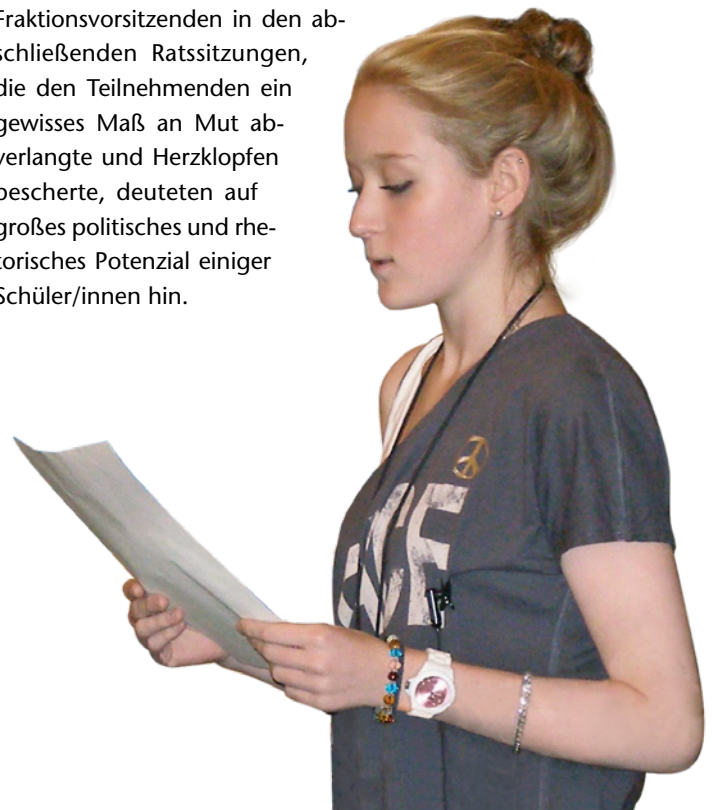 Fraktionsvorsitzenden in den ab-
schließenden Ratssitzungen,
die den Teilnehmenden ein
gewisses Maß an Mut ab-
verlangte und Herzklopfen
bescherte, deuteten auf
großes politisches und rhe-
torisches Potenzial einiger
Schüler/innen hin.